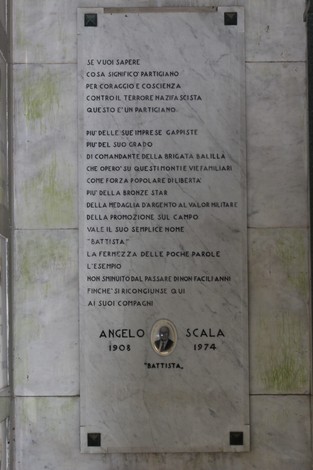 SE VUOI SAPERE
COSA SIGNIFICÒ PARTIGIANO
PER CORAGGIO E COSCIENZA
CONTRO IL TERRORE NAZIFASCISTA
QUESTO E' UN PARTIGIANO.
PIU' DELLE SUE IMPRESE GAPPISTE
PIU' DEL SUO GRADO
DI COMANDANTE DELLA BRIGATA BALILLA
CHE OPERO' SU QUESTI MONTI E VIE FAMILIARI
COME FORZA POPOLARE DI LIBERTA'
PIU' DELLA BRONZE STAR
DELLA MEDAGLIA D'ARGENTO AL VALOR MILITARE
DELLA PROMOZIONE SUL CAMPO
VALE IL SUO SEMPLICE NOME
"BATTISTA,,
LA FERMEZZA DELLE POCHE PAROLE
L'ESEMPIO
NON SMINUITO DAL PASSARE DI NON FACILI ANNI
FINCHE' SI RICONGIUNSE QUI
AI SUOI COMPAGNI
ANGELO SCALA
1908 1974
"BATTISTA,,